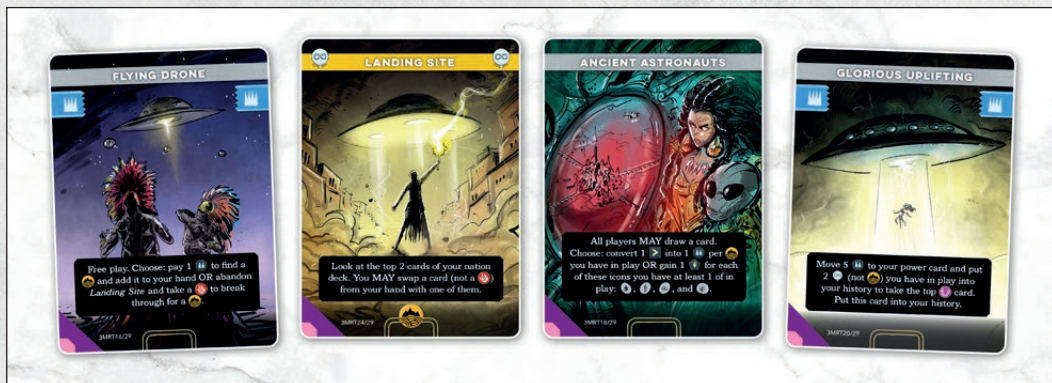 FLYING DRONE
Free play. Choose: pay 1 to find a
and add it to your hand OR abandon
Landing Site and take a to break
through for a .
3MRT16/29
LANDING SITE
Look at the top 2 cards of your nation
deck. You MAY swap a card (not a )
from your hand with one of them.
3MRT24/29
ANCIENT ASTRONAUTS
All players MAY draw a card.
Choose: convert 1 into 1 per
you have in play OR gain 1 for each
of these icons you have at least 1 of in
play: , , , and .
3MRT18/29
GLORIOUS UPLIFTING
Move 5 to your power card and put
2 (not ) you have in play into
your history to take the top card.
Put this card into your history.
3MRT20/29